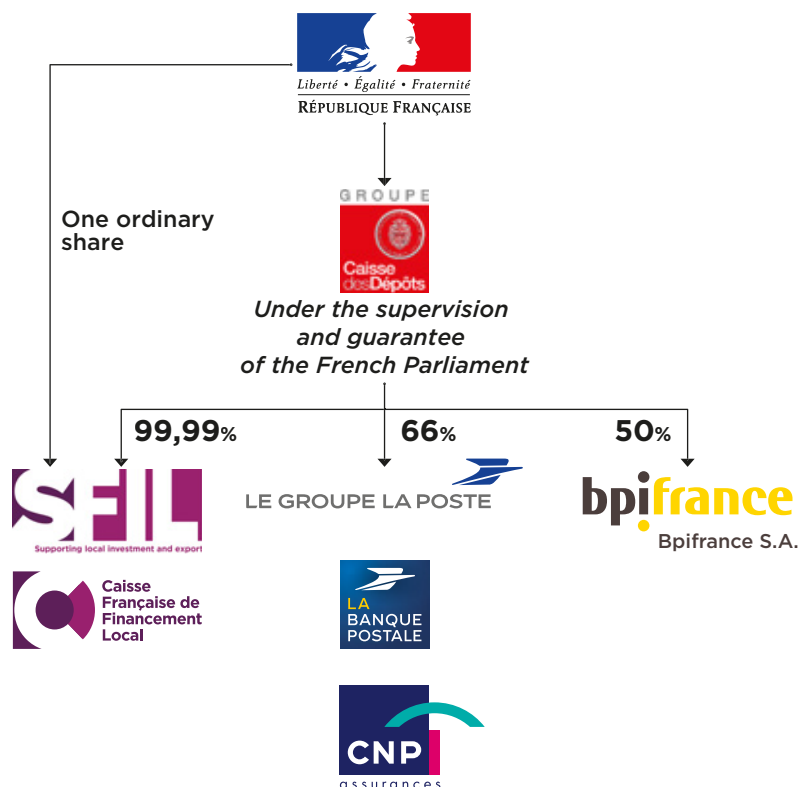 Liberté • Égalité • Fraternité
RÉPUBLIQUE FRANÇAISE
One ordinary
share
GROUPE
Caisse
desDépôts
Under the supervision
and guarantee
of the French Parliament
99,99%
66%
50%
SFIL
Supporting local investment and export
LE GROUPE LA POSTE
bpifrance
Bpifrance S.A.
Caisse
Française de
Financement
Local
LA
BANQUE
POSTALE
CNP
assurances